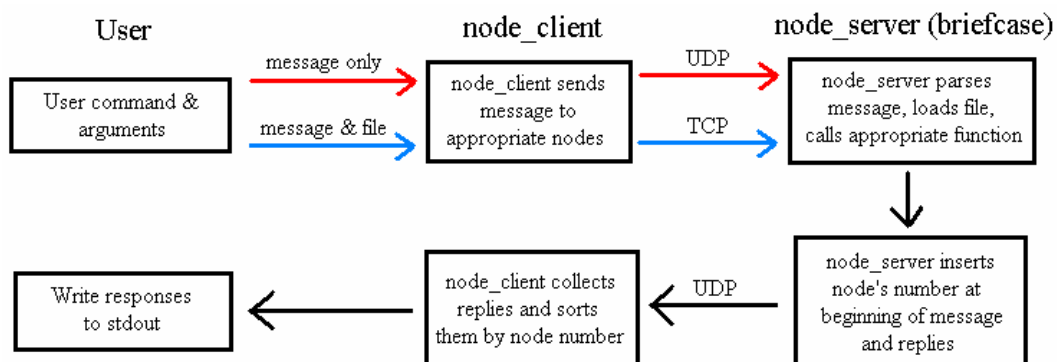 User
node_client
node_server (briefcase)
message only
UDP
User command &
arguments
node_client sends
message to
appropriate nodes
node_server parses
message, loads file,
calls appropriate function
message & file
TCP
Write responses
to stdout
node_client collects
replies and sorts
them by node number
UDP
node_server inserts
node's number at
beginning of message
and replies